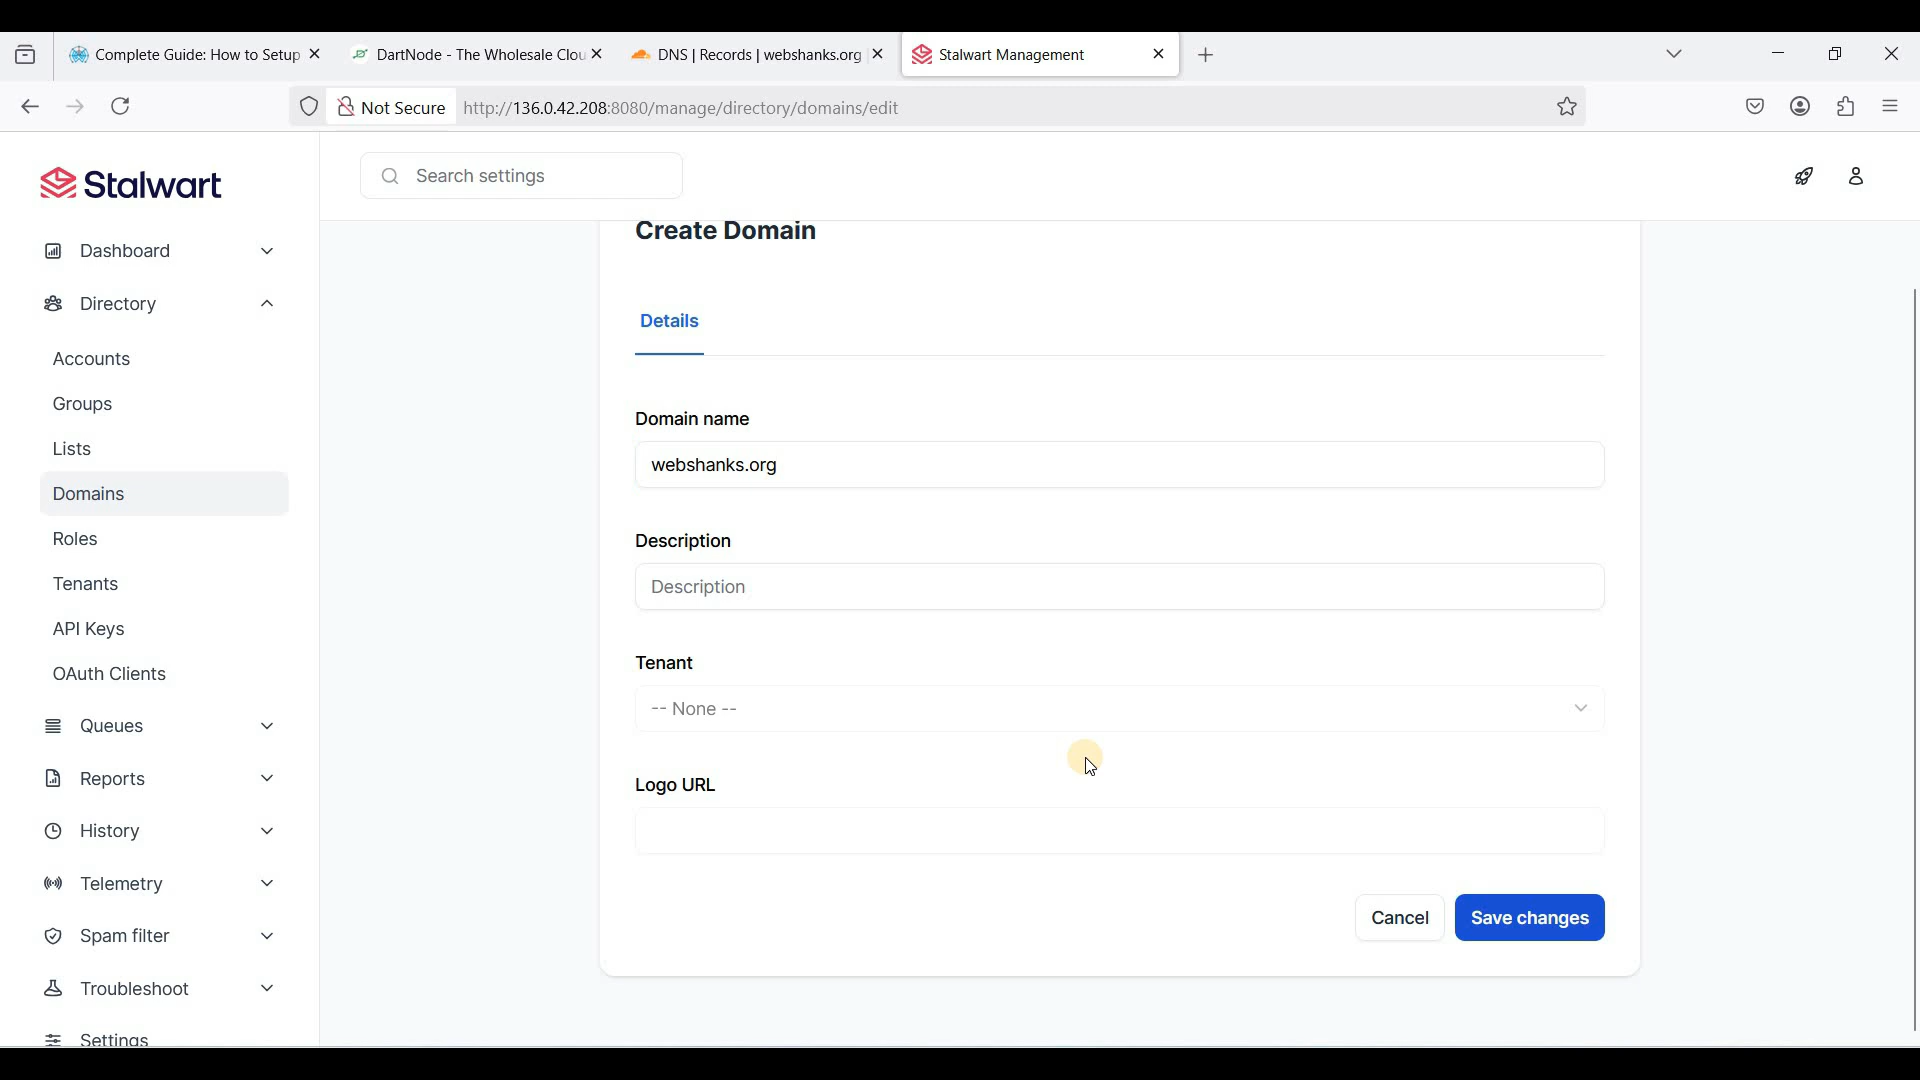 Complete Guide: How to Setup
DartNode - The Wholesale Clou
DNS | Records | webshanks.org
Stalwart Management
Not Secure
http://136.0.42.208:8080/manage/directory/domains/edit
Stalwart
Search settings
Dashboard
Directory
Accounts
Groups
Lists
Domains
Roles
Tenants
API Keys
OAuth Clients
Queues
Reports
History
Telemetry
Spam filter
Troubleshoot
Settings
Create Domain
Details
Domain name
webshanks.org
Description
Description
Tenant
-- None --
Logo URL
Cancel
Save changes